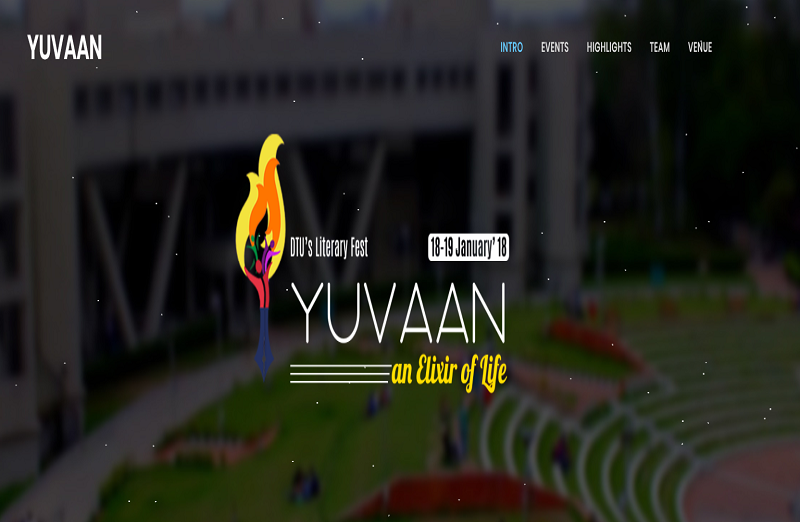 YUVAAN
INTRO EVENTS HIGHLIGHTS TEAM VENUE
DTU's Literary Fest
18-19 January' 18
YUVAAN
an Elixir of Life